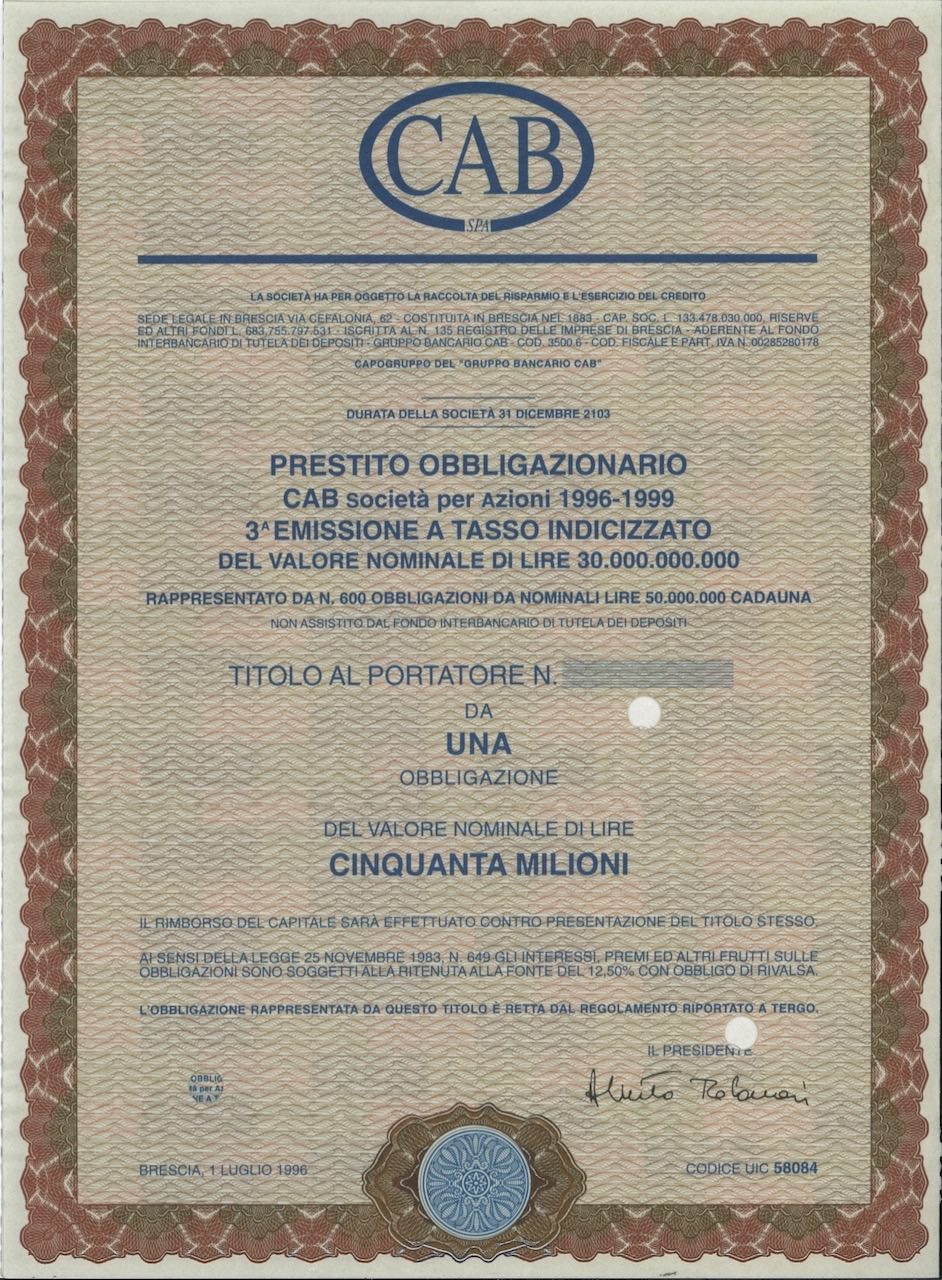 CAB
SPA
LA SOCIETÀ HA PER OGGETTO LA RACCOLTA DEL RISPARMIO E L'ESERCIZIO DEL CREDITO
SEDE LEGALE IN BRESCIA VIA CEFALONIA, 62 - COSTITUITA IN BRESCIA NEL 1883 - CAP. SOC. L. 133.478.030.000, RISERVE
ED ALTRI FONDI L. 683.755.797.531 - ISCRITTA AL N. 135 REGISTRO DELLE IMPRESE DI BRESCIA - ADERENTE AL FONDO
INTERBANCARIO DI TUTELA DEI DEPOSITI - GRUPPO BANCARIO CAB - COD. 3500.6 - COD. FISCALE E PART. IVA N. 00285280178
CAPOGRUPPO DEL "GRUPPO BANCARIO CAB"
DURATA DELLA SOCIETÀ 31 DICEMBRE 2103
PRESTITO OBBLIGAZIONARIO
CAB società per Azioni 1996-1999
3ᴬ EMISSIONE A TASSO INDICIZZATO
DEL VALORE NOMINALE DI LIRE 30.000.000.000
RAPPRESENTATO DA N. 600 OBBLIGAZIONI DA NOMINALI LIRE 50.000.000 CADAUNA
NON ASSISTITO DAL FONDO INTERBANCARIO DI TUTELA DEI DEPOSITI
TITOLO AL PORTATORE N.
DA
UNA
OBBLIGAZIONE
DEL VALORE NOMINALE DI LIRE
CINQUANTA MILIONI
IL RIMBORSO DEL CAPITALE SARÀ EFFETTUATO CONTRO PRESENTAZIONE DEL TITOLO STESSO.
AI SENSI DELLA LEGGE 25 NOVEMBRE 1983, N. 649 GLI INTERESSI, PREMI ED ALTRI FRUTTI SULLE
OBBLIGAZIONI SONO SOGGETTI ALLA RITENUTA ALLA FONTE DEL 12,50% CON OBBLIGO DI RIVALSA.
L'OBBLIGAZIONE RAPPRESENTATA DA QUESTO TITOLO È RETTA DAL REGOLAMENTO RIPORTATO A TERGO.
IL PRESIDENTE
OBBLIG
tà per Az
NE A T
BRESCIA, 1 LUGLIO 1996
CODICE UIC 58084